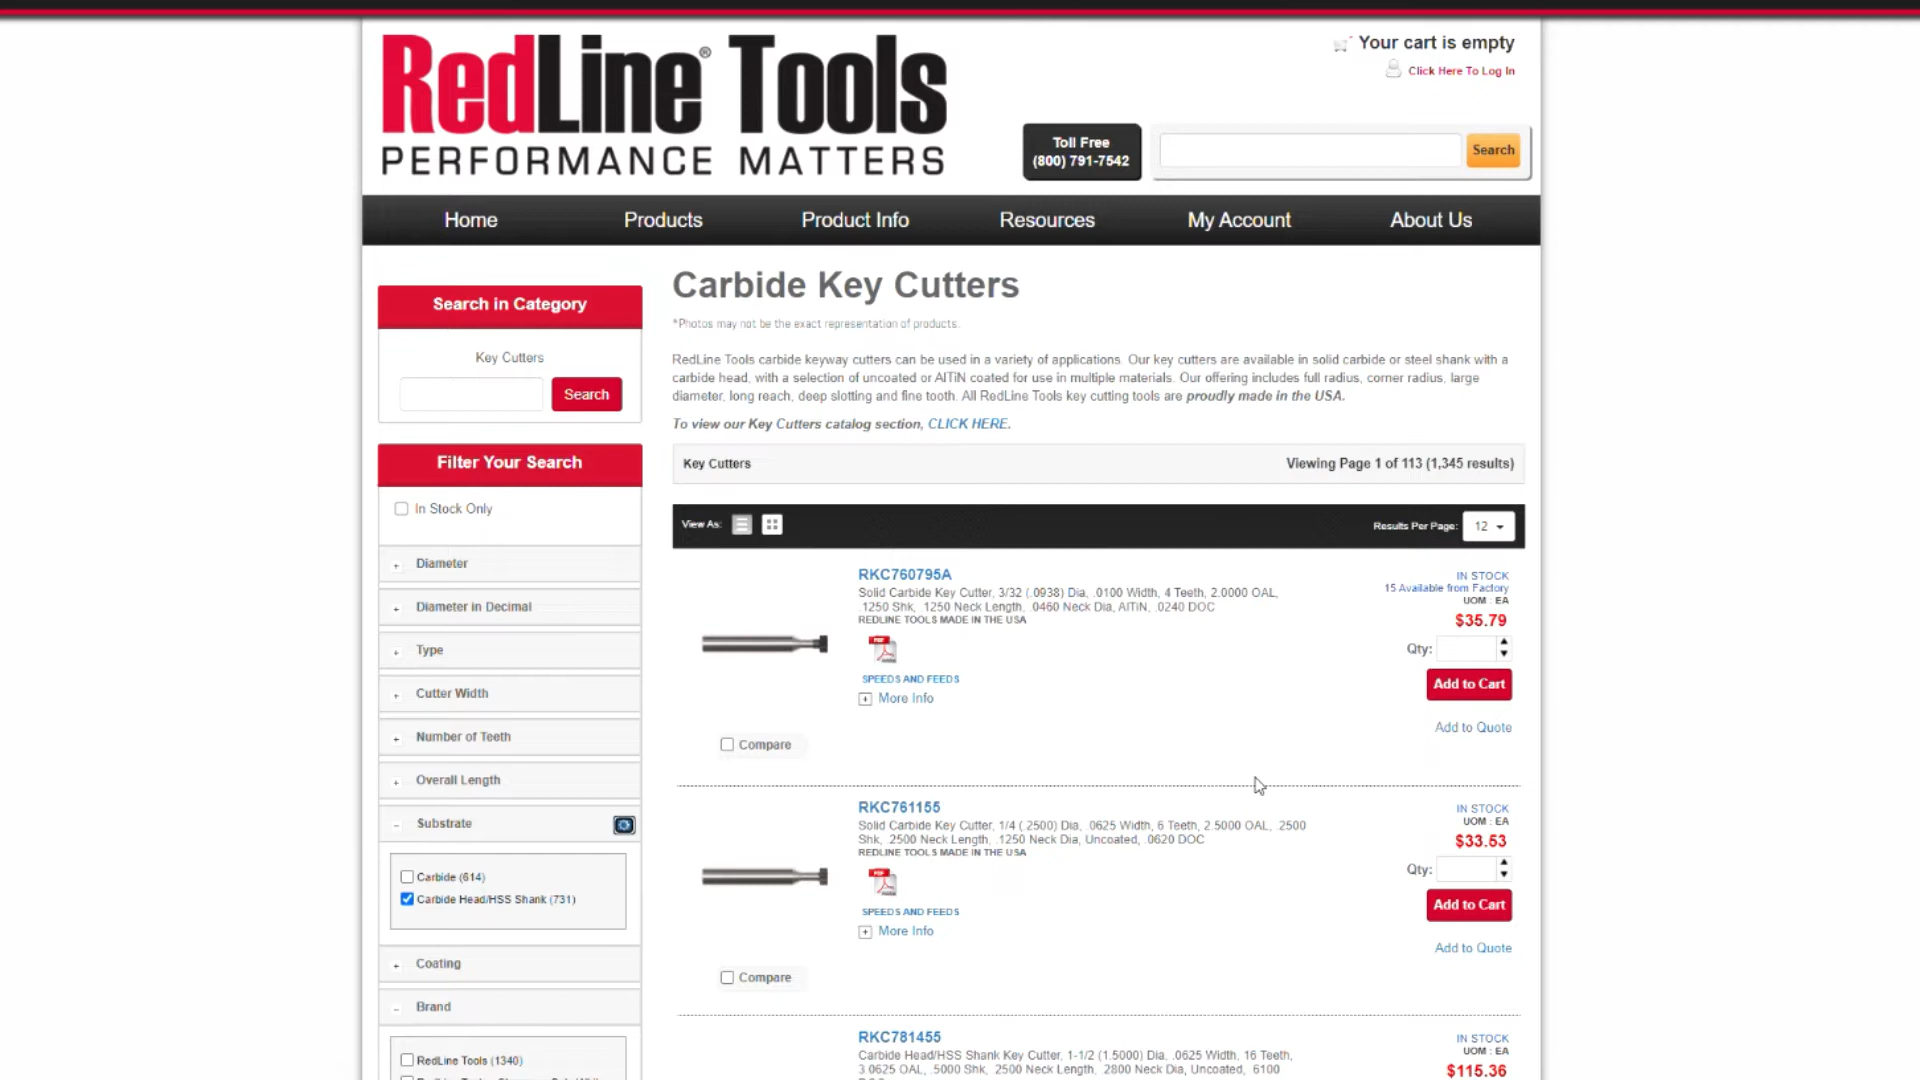 RedLine® Tools
PERFORMANCE MATTERS
Your cart is empty
Click Here To Log In
Toll Free
(800) 791-7542
Search
Home
Products
Product Info
Resources
My Account
About Us
Search in Category
Key Cutters
Search
Filter Your Search
In Stock Only
+ Diameter
+ Diameter in Decimal
+ Type
+ Cutter Width
+ Number of Teeth
+ Overall Length
- Substrate
Carbide (614)
Carbide Head/HSS Shank (731)
+ Coating
- Brand
RedLine Tools (1340)
Carbide Key Cutters
*Photos may not be the exact representation of products.
RedLine Tools carbide keyway cutters can be used in a variety of applications. Our key cutters are available in solid carbide or steel shank with a
carbide head, with a selection of uncoated or AlTiN coated for use in multiple materials. Our offering includes full radius, corner radius, large
diameter, long reach, deep slotting and fine tooth. All RedLine Tools key cutting tools are proudly made in the USA.
To view our Key Cutters catalog section, CLICK HERE.
Key Cutters
Viewing Page 1 of 113 (1,345 results)
View As:
Results Per Page: 12
RKC760795A
Solid Carbide Key Cutter, 3/32 (.0938) Dia, .0100 Width, 4 Teeth, 2.0000 OAL,
.1250 Shk, .1250 Neck Length, .0460 Neck Dia, AlTiN, .0240 DOC
REDLINE TOOLS MADE IN THE USA
PDF
SPEEDS AND FEEDS
+ More Info
Compare
IN STOCK
15 Available from Factory
UOM : EA
$35.79
Qty:
Add to Cart
Add to Quote
RKC761155
Solid Carbide Key Cutter, 1/4 (.2500) Dia, .0625 Width, 6 Teeth, 2.5000 OAL, .2500
Shk, .2500 Neck Length, .1250 Neck Dia, Uncoated, .0620 DOC
REDLINE TOOLS MADE IN THE USA
PDF
SPEEDS AND FEEDS
+ More Info
Compare
IN STOCK
UOM : EA
$33.53
Qty:
Add to Cart
Add to Quote
RKC781455
Carbide Head/HSS Shank Key Cutter, 1-1/2 (1.5000) Dia, .0625 Width, 16 Teeth,
3.0625 OAL, .5000 Shk, .2500 Neck Length, .2800 Neck Dia, Uncoated, .6100
IN STOCK
UOM : EA
$115.36